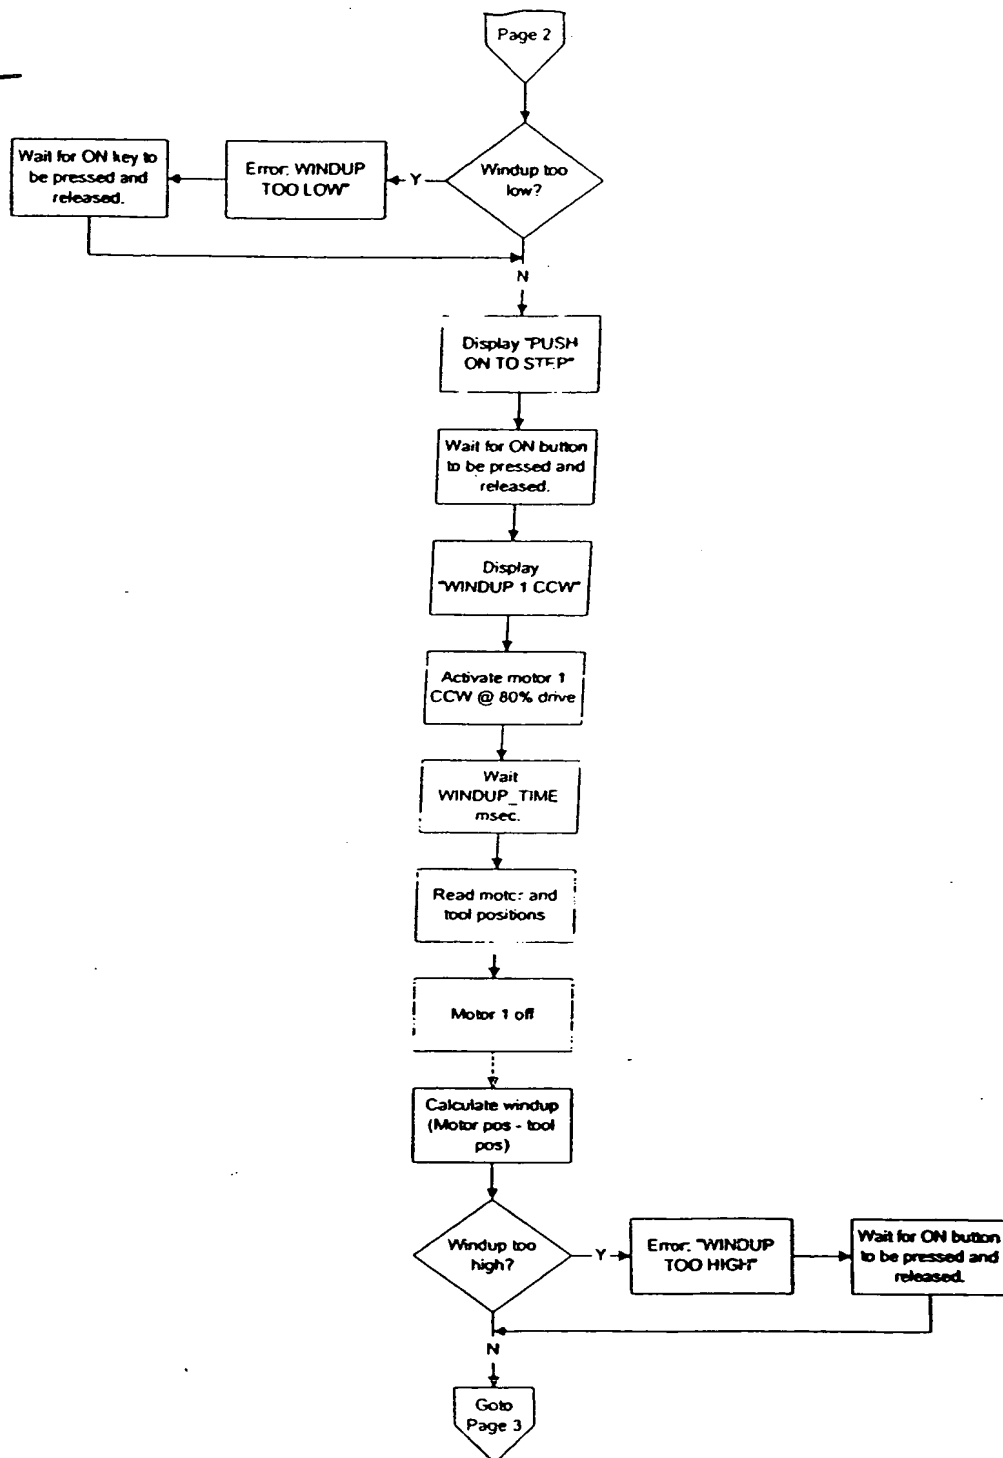 Page 2
Windup too
low?
Y
Error: WINDUP
TOO LOW"
Wait for ON key to
be pressed and
released.
N
Display "PUSH
ON TO STEP"
Wait for ON button
to be pressed and
released.
Display
"WINDUP 1 CCW"
Activate motor 1
CCW @ 80% drive
Wait
WINDUP_TIME
msec.
Read motor and
tool positions
Motor 1 off
Calculate windup
(Motor pos - tool
pos)
Windup too
high?
Y
Error: "WINDUP
TOO HIGH"
Wait for ON button
to be pressed and
released.
N
Goto
Page 3